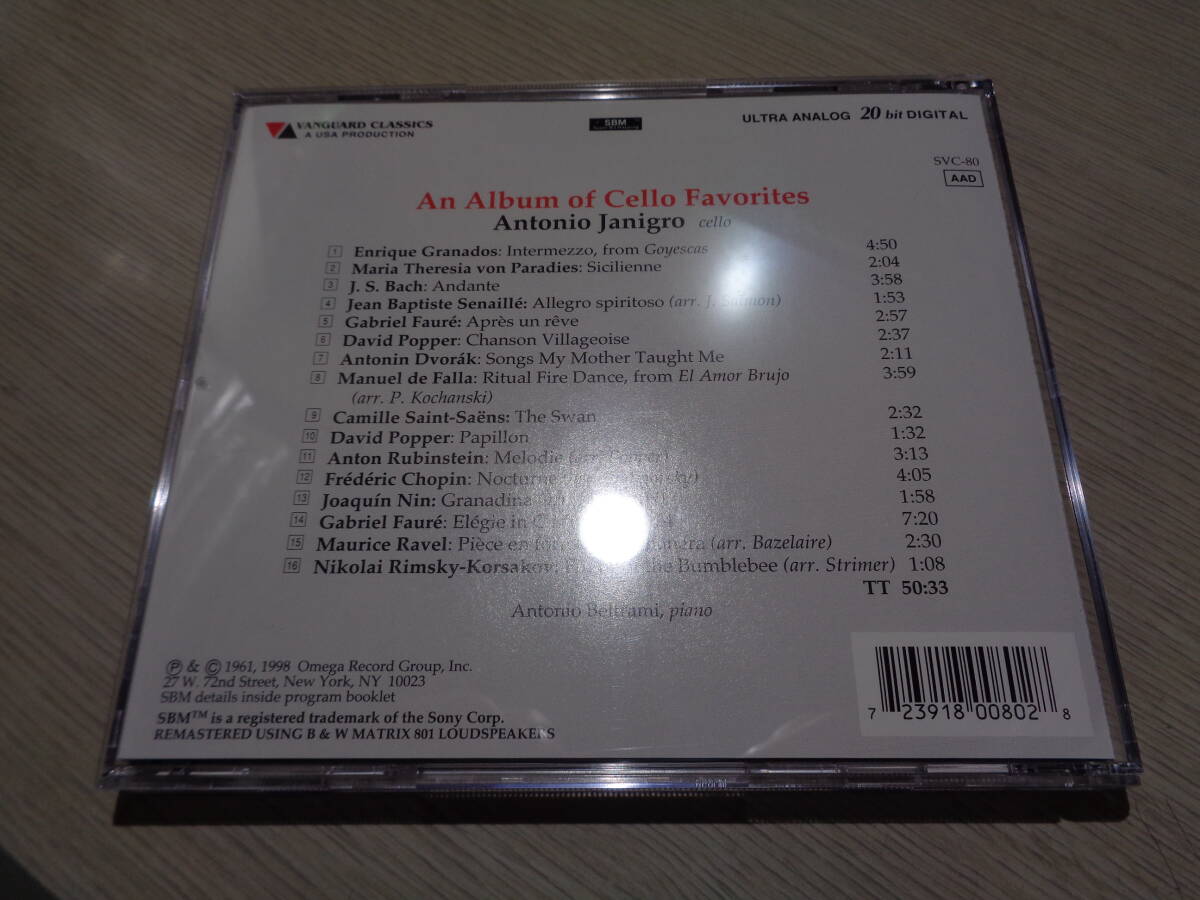 VANGUARD CLASSICS
A USA PRODUCTION
SBM
ULTRA ANALOG 20 bit DIGITAL
SVC-80
AAD
An Album of Cello Favorites
Antonio Janigro cello
1 Enrique Granados: Intermezzo, from Goyescas 4:50
2 Maria Theresia von Paradies: Sicilienne 2:04
3 J. S. Bach: Andante 3:58
4 Jean Baptiste Senaillé: Allegro spiritoso (arr. J. Salmon) 1:53
5 Gabriel Fauré: Après un rêve 2:57
6 David Popper: Chanson Villageoise 2:37
7 Antonin Dvorák: Songs My Mother Taught Me 2:11
8 Manuel de Falla: Ritual Fire Dance, from El Amor Brujo 3:59
(arr. P. Kochanski)
9 Camille Saint-Saëns: The Swan 2:32
10 David Popper: Papillon 1:32
11 Anton Rubinstein: Melodie (arr. Popper) 3:13
12 Frédéric Chopin: Nocturne 4:05
13 Joaquín Nin: Granadina 1:58
14 Gabriel Fauré: Elégie in C 7:20
15 Maurice Ravel: Pièce en (arr. Bazelaire) 2:30
16 Nikolai Rimsky-Korsakov: the Bumblebee (arr. Strimer) 1:08
TT 50:33
Antonio Beltrami, piano
℗ & © 1961, 1998 Omega Record Group, Inc.
27 W. 72nd Street, New York, NY 10023
SBM details inside program booklet
SBM™ is a registered trademark of the Sony Corp.
REMASTERED USING B & W MATRIX 801 LOUDSPEAKERS
7 23918 00802 8